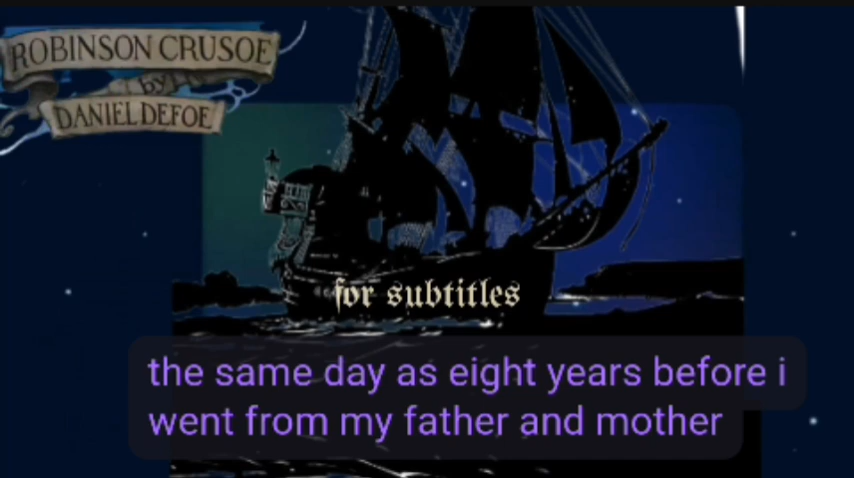 ROBINSON CRUSOE
by
DANIEL DEFOE
for subtitles
the same day as eight years before i
went from my father and mother